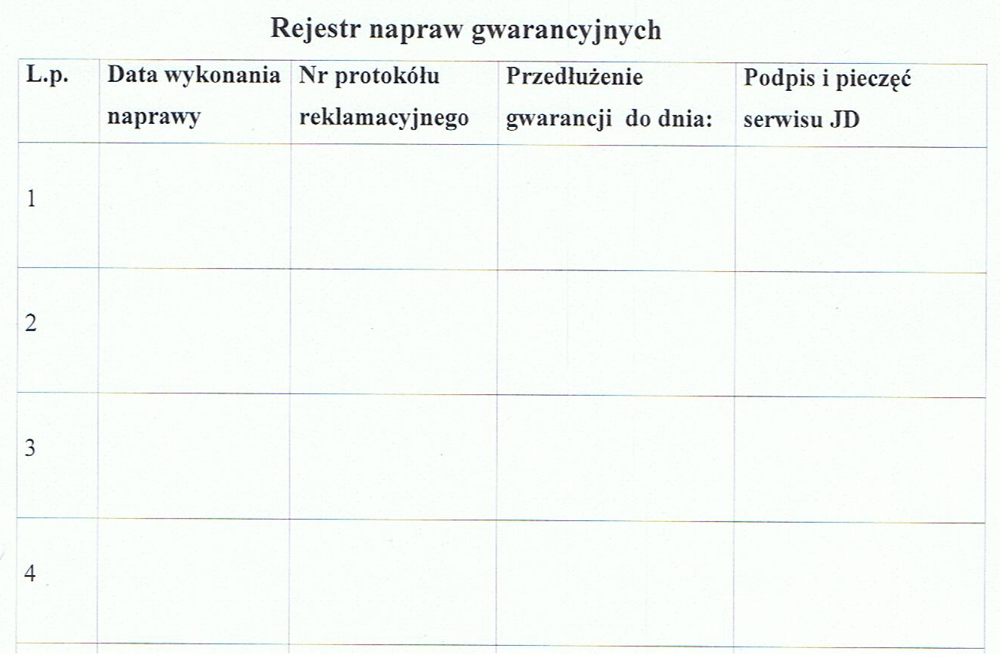 Rejestr napraw gwarancyjnych
L.p. Data wykonania Nr protokółu Przedłużenie Podpis i pieczęć
naprawy reklamacyjnego gwarancji do dnia: serwisu JD
1
2
3
4